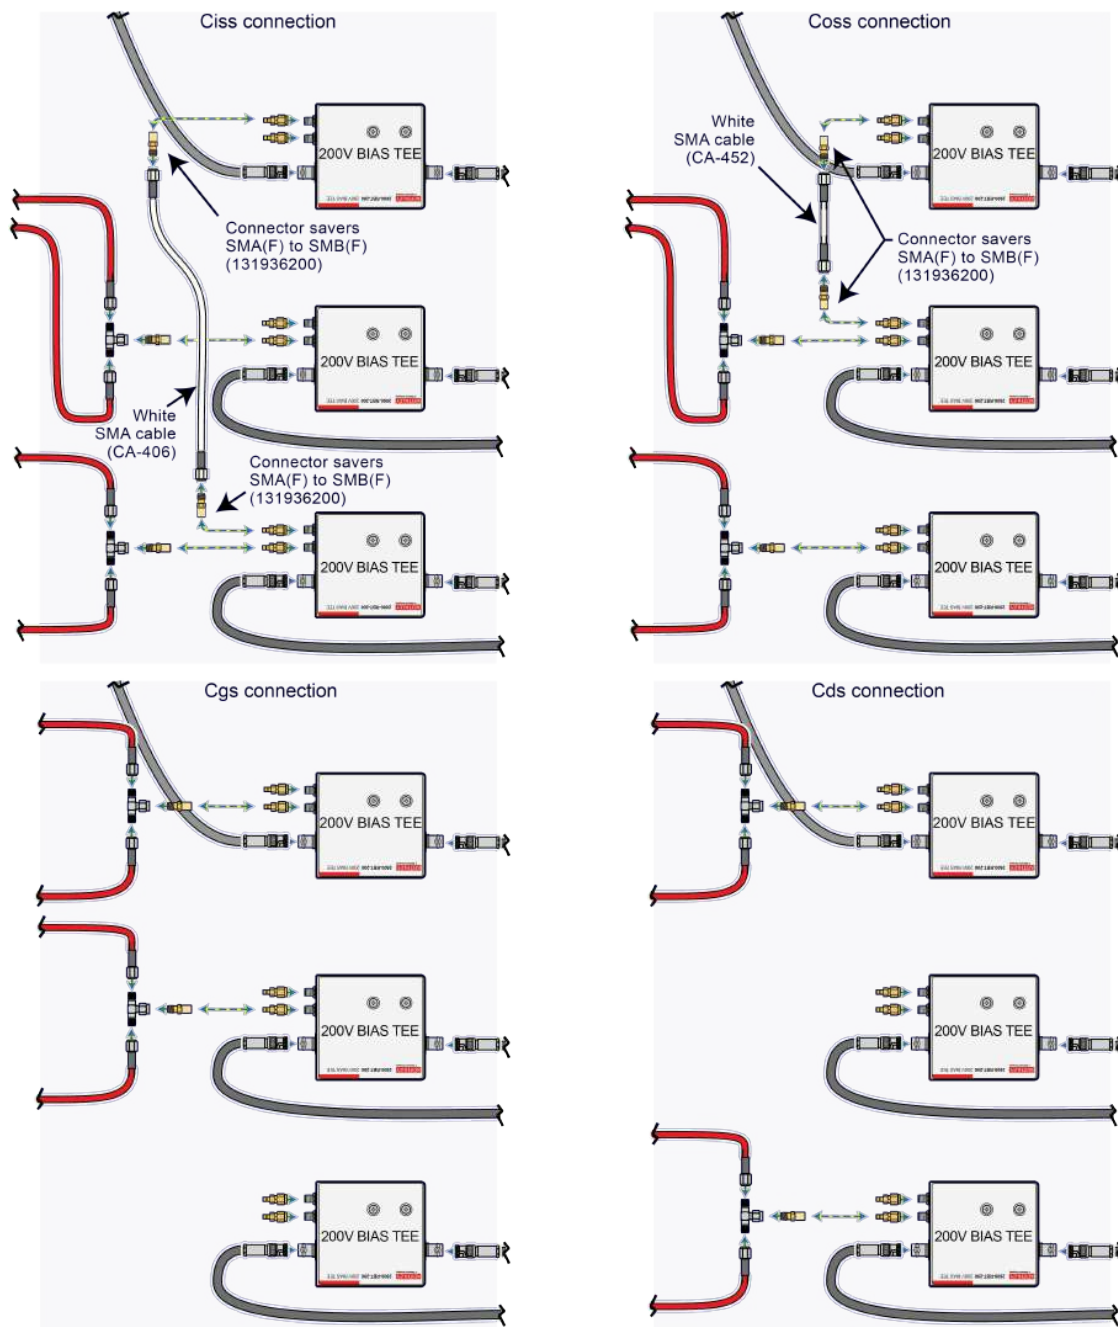 Ciss connection
200V BIAS TEE
Connector savers
SMA(F) to SMB(F)
(131936200)
200V BIAS TEE
White
SMA cable
(CA-406)
Connector savers
SMA(F) to SMB(F)
(131936200)
200V BIAS TEE
Coss connection
White
SMA cable
(CA-452)
200V BIAS TEE
Connector savers
SMA(F) to SMB(F)
(131936200)
200V BIAS TEE
200V BIAS TEE
Cgs connection
200V BIAS TEE
200V BIAS TEE
200V BIAS TEE
Cds connection
200V BIAS TEE
200V BIAS TEE
200V BIAS TEE